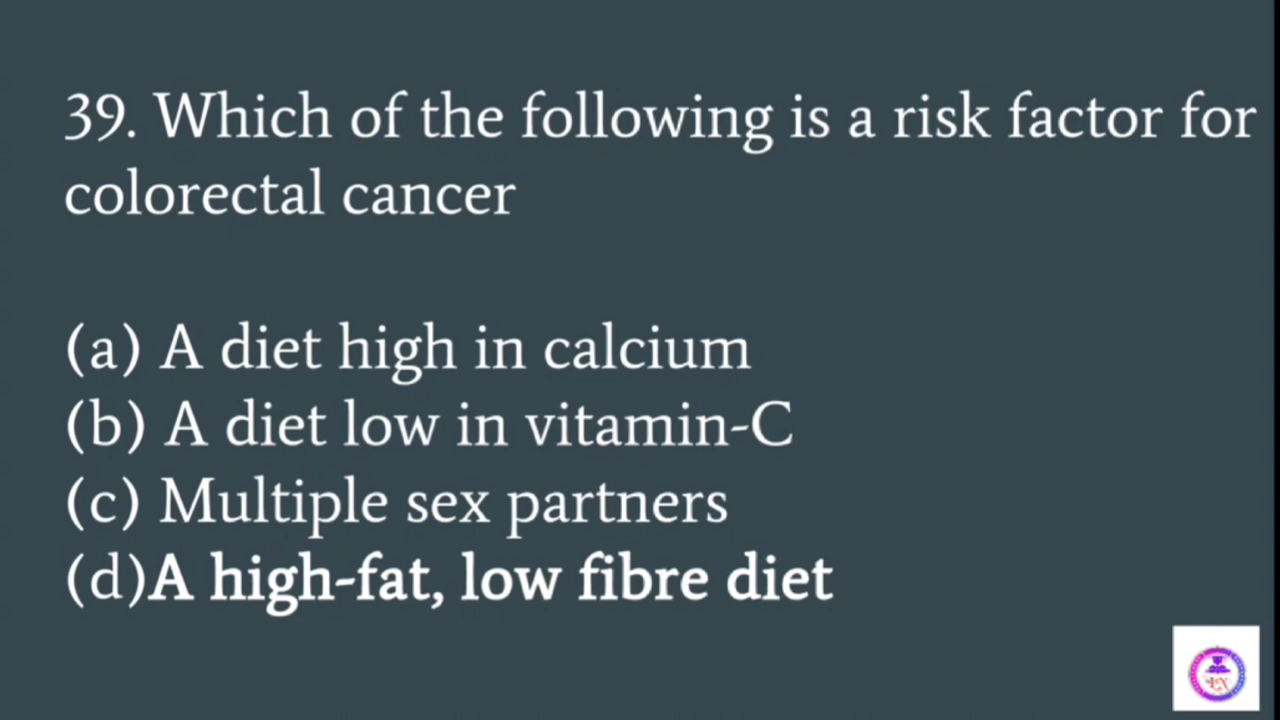 39. Which of the following is a risk factor for
colorectal cancer
(a) A diet high in calcium
(b) A diet low in vitamin-C
(c) Multiple sex partners
(d)A high-fat, low fibre diet